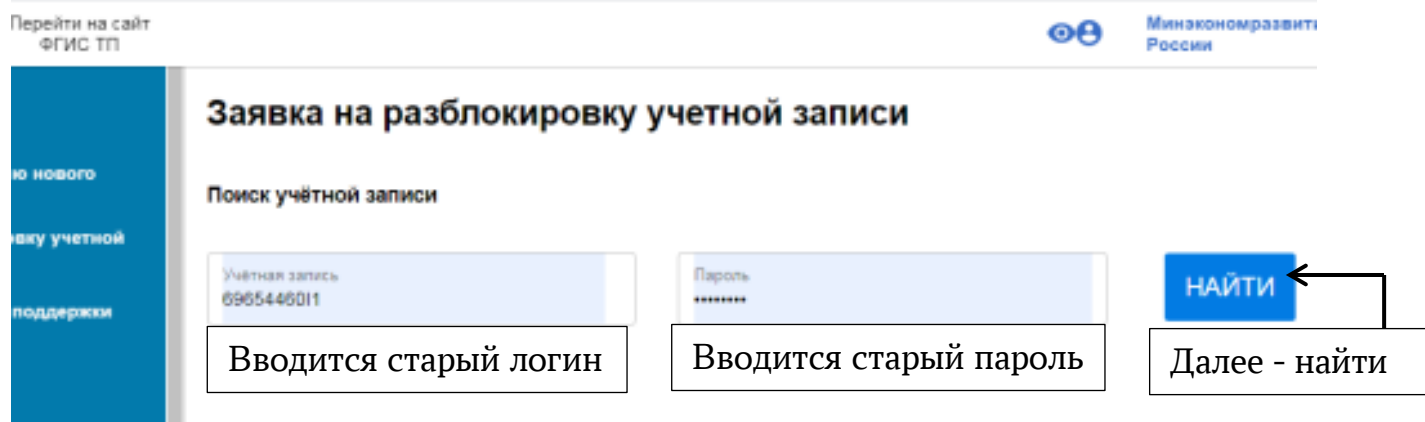 Перейти на сайт
ФГИС ТП
Минэкономразвити
России
Заявка на разблокировку учетной записи
ю нового
Поиск учётной записи
вку учетной
Учётная запись
Пароль
69654460I1
••••••••
НАЙТИ
поддержки
Вводится старый логин
Вводится старый пароль
Далее - найти